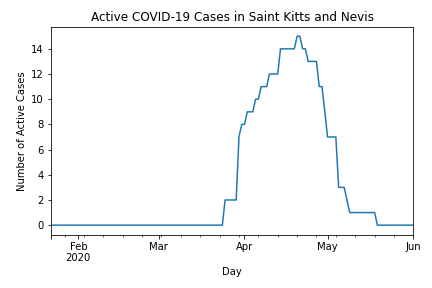 Active COVID-19 Cases in Saint Kitts and Nevis
Number of Active Cases
14
12
10
8
6
4
2
0
Feb Mar Apr May Jun
2020
Day